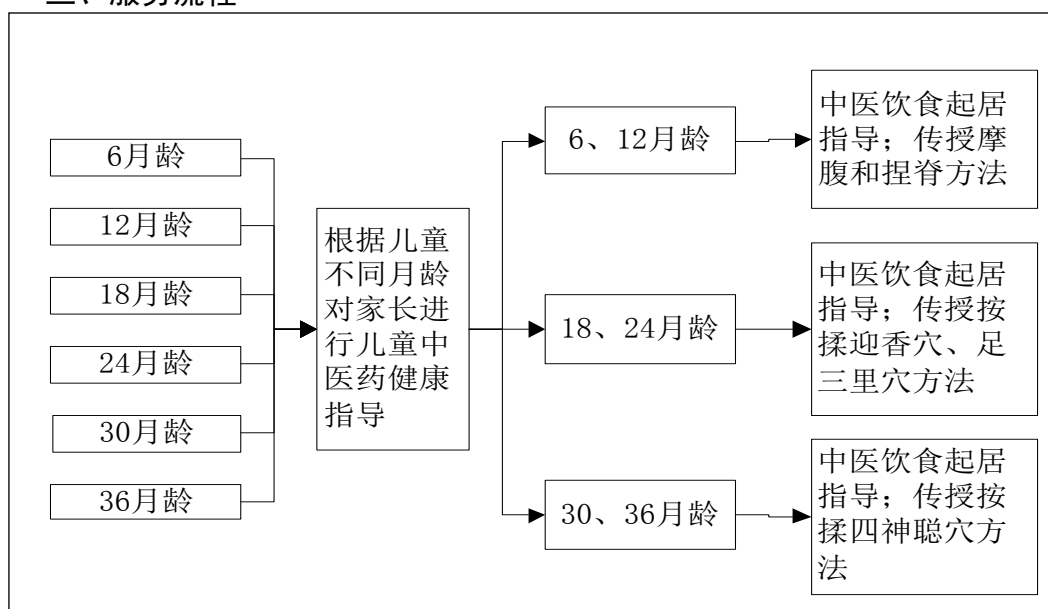 6月龄
12月龄
18月龄
24月龄
30月龄
36月龄
根据儿童
不同月龄
对家长进
行儿童中
医药健康
指导
6、12月龄
18、24月龄
30、36月龄
中医饮食起居
指导；传授摩
腹和捏脊方法
中医饮食起居
指导；传授按
揉迎香穴、足
三里穴方法
中医饮食起居
指导；传授按
揉四神聪穴方
法